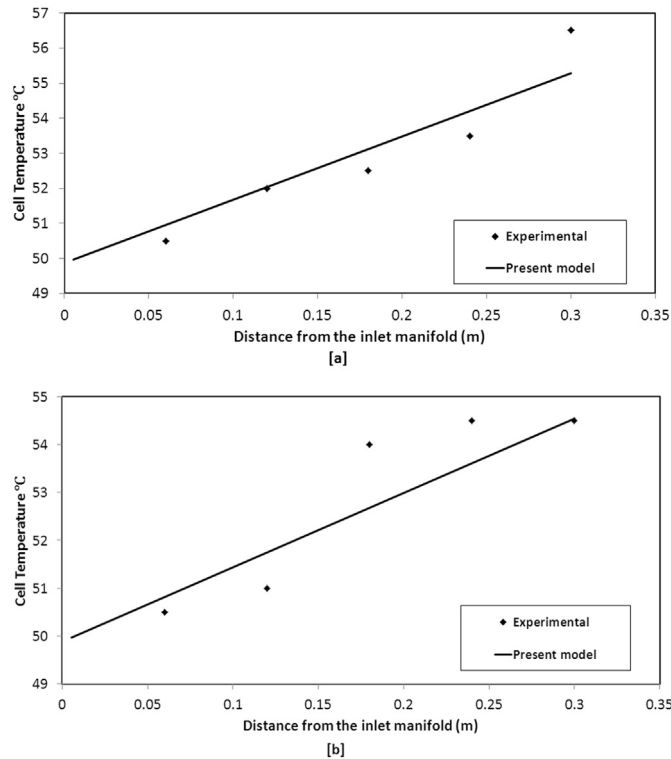 57
56
55
54
53
52
51
50
49
Cell Temperature °C
Experimental
Present model
0 0.05 0.1 0.15 0.2 0.25 0.3 0.35
Distance from the inlet manifold (m)
[a]
55
54
53
52
51
50
49
Cell Temperature °C
Experimental
Present model
0 0.05 0.1 0.15 0.2 0.25 0.3 0.35
Distance from the inlet manifold (m)
[b]